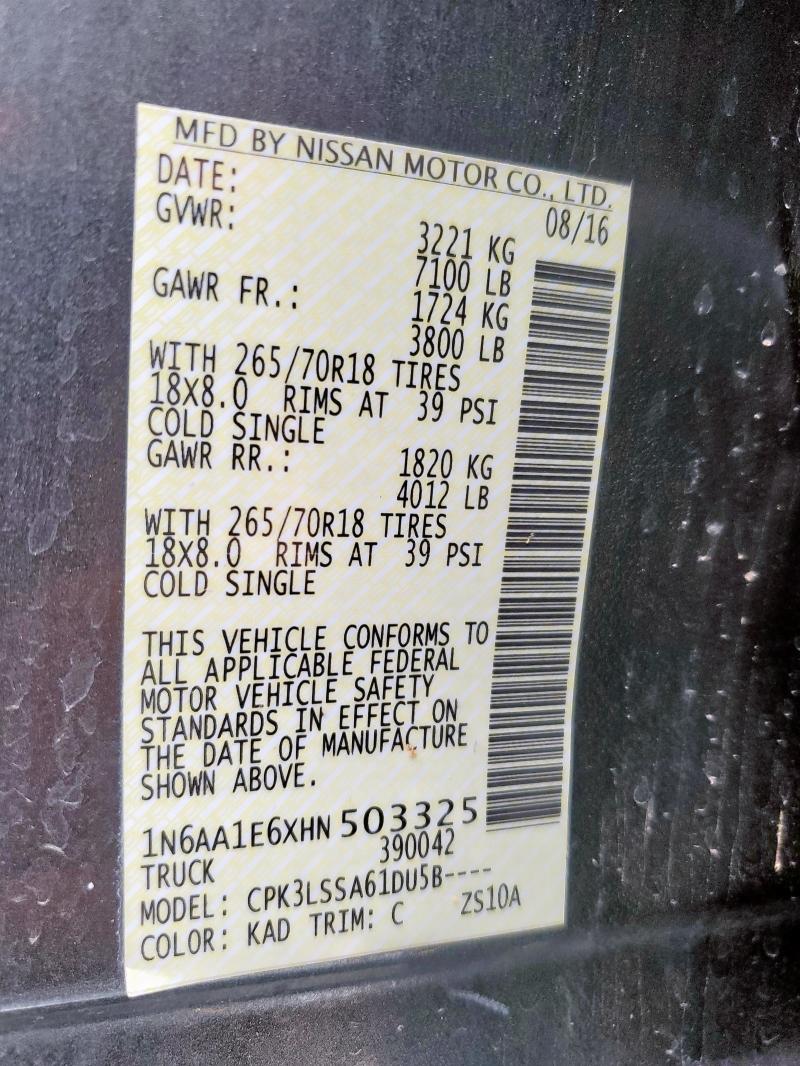 MFD BY NISSAN MOTOR CO., LTD.
DATE: 08/16
GVWR: 3221 KG
7100 LB
GAWR FR.: 1724 KG
3800 LB
WITH 265/70R18 TIRES
18X8.0 RIMS AT 39 PSI
COLD SINGLE
GAWR RR.: 1820 KG
4012 LB
WITH 265/70R18 TIRES
18X8.0 RIMS AT 39 PSI
COLD SINGLE
THIS VEHICLE CONFORMS TO
ALL APPLICABLE FEDERAL
MOTOR VEHICLE SAFETY
STANDARDS IN EFFECT ON
THE DATE OF MANUFACTURE
SHOWN ABOVE.
1N6AA1E6XHN 503325
TRUCK 390042
MODEL: CPK3LSSA61DU5B----
COLOR: KAD TRIM: C ZS10A